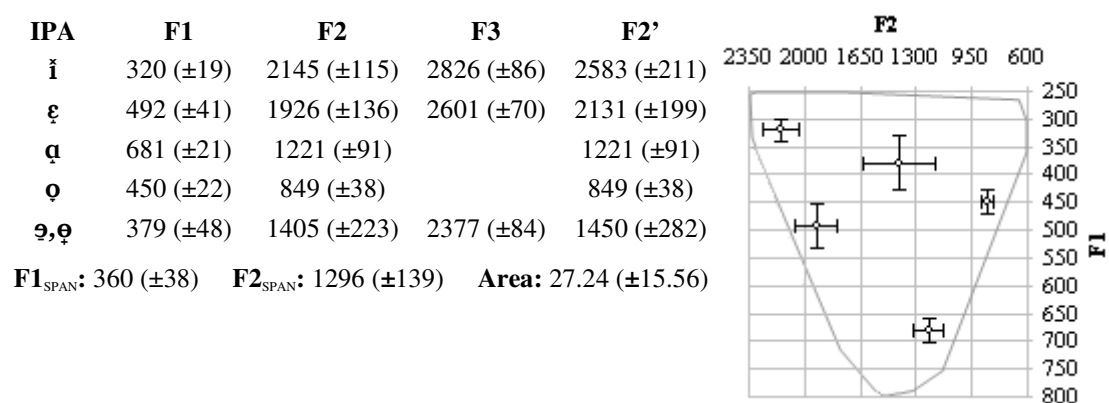 IPA F1 F2 F3 F2’
320 (±19) 2145 (±115) 2826 (±86) 2583 (±211)
492 (±41) 1926 (±136) 2601 (±70) 2131 (±199)
681 (±21) 1221 (±91) 1221 (±91)
450 (±22) 849 (±38) 849 (±38)
379 (±48) 1405 (±223) 2377 (±84) 1450 (±282)
F1SPAN: 360 (±38) F2SPAN: 1296 (±139) Area: 27.24 (±15.56)
F2
2350 2000 1650 1300 950 600
250
300
350
400
450
500
550
600
650
700
750
800
F1